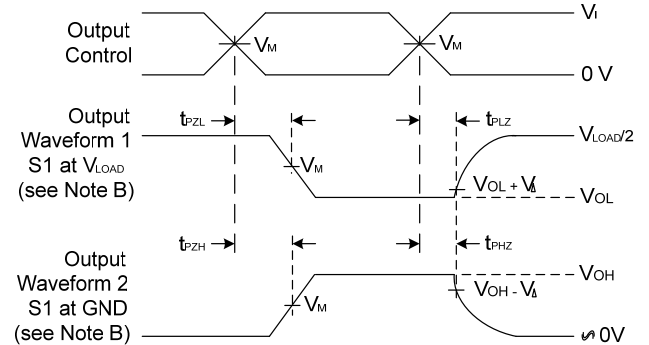 Output
Control
VM
VM
VI
0 V
Output
Waveform 1
S1 at VLOAD
(see Note B)
tPZL
VM
tPLZ
VLOAD/2
VOL + VΔ
VOL
Output
Waveform 2
S1 at GND
(see Note B)
tPZH
VM
tPHZ
VOH
VOH - VΔ
0V